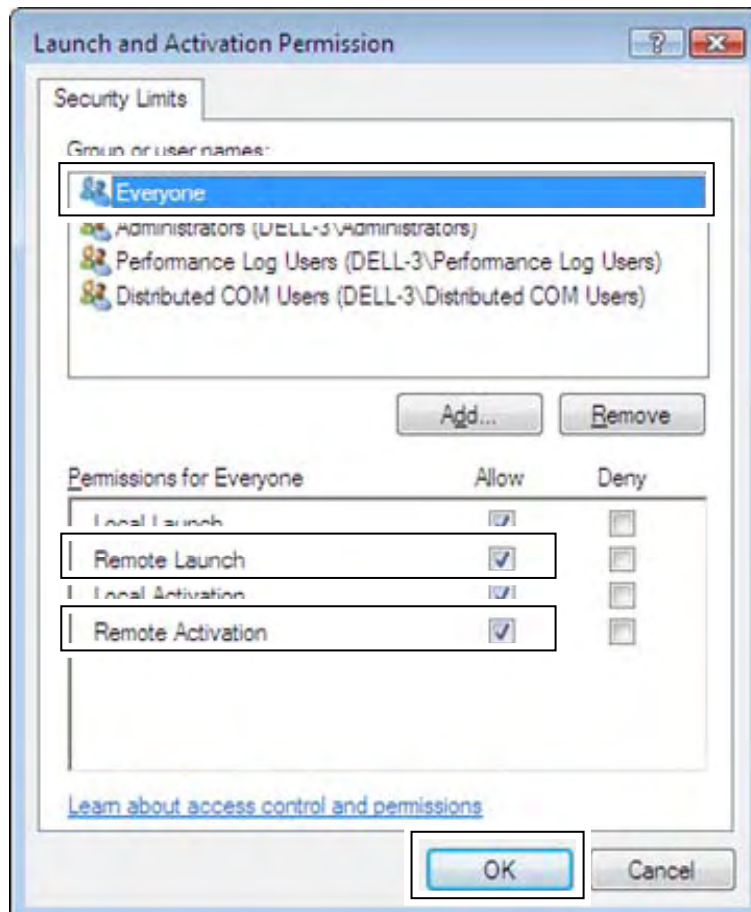 Launch and Activation Permission
Security Limits
Group or user names:
Everyone
Administrators (DELL-3\Administrators)
Performance Log Users (DELL-3\Performance Log Users)
Distributed COM Users (DELL-3\Distributed COM Users)
Add... Remove
Permissions for Everyone Allow Deny
Local Launch
Remote Launch
Local Activation
Remote Activation
Learn about access control and permissions
OK Cancel